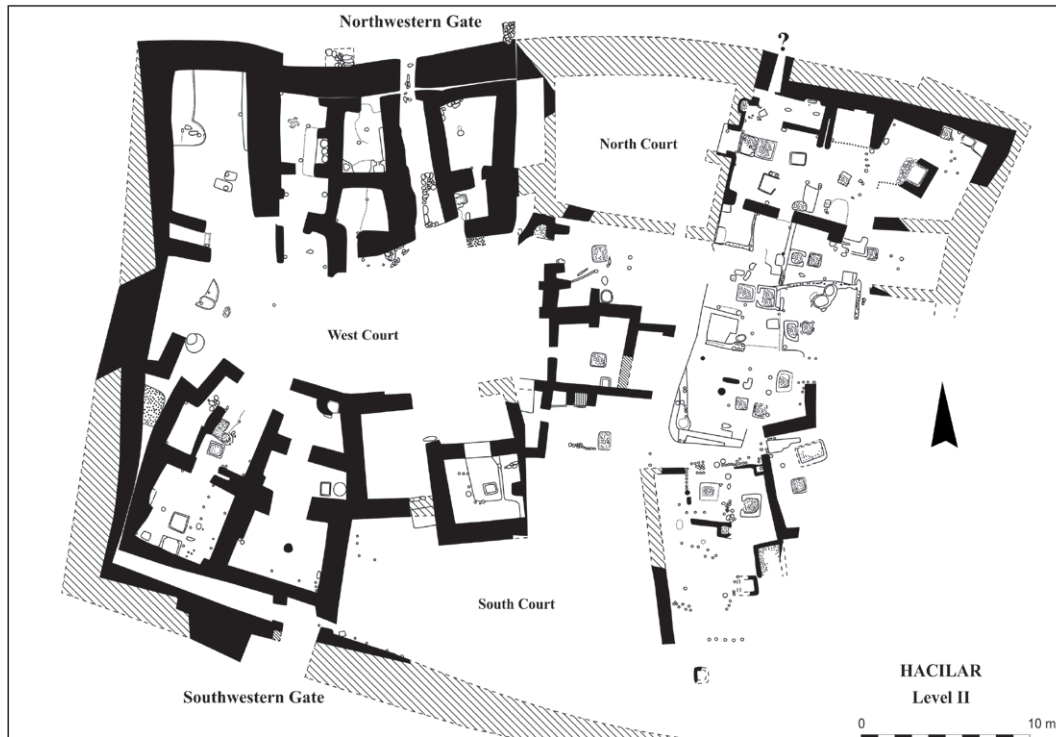 Northwestern Gate
?
North Court
West Court
South Court
Southwestern Gate
HACILAR
Level II
0 10 m